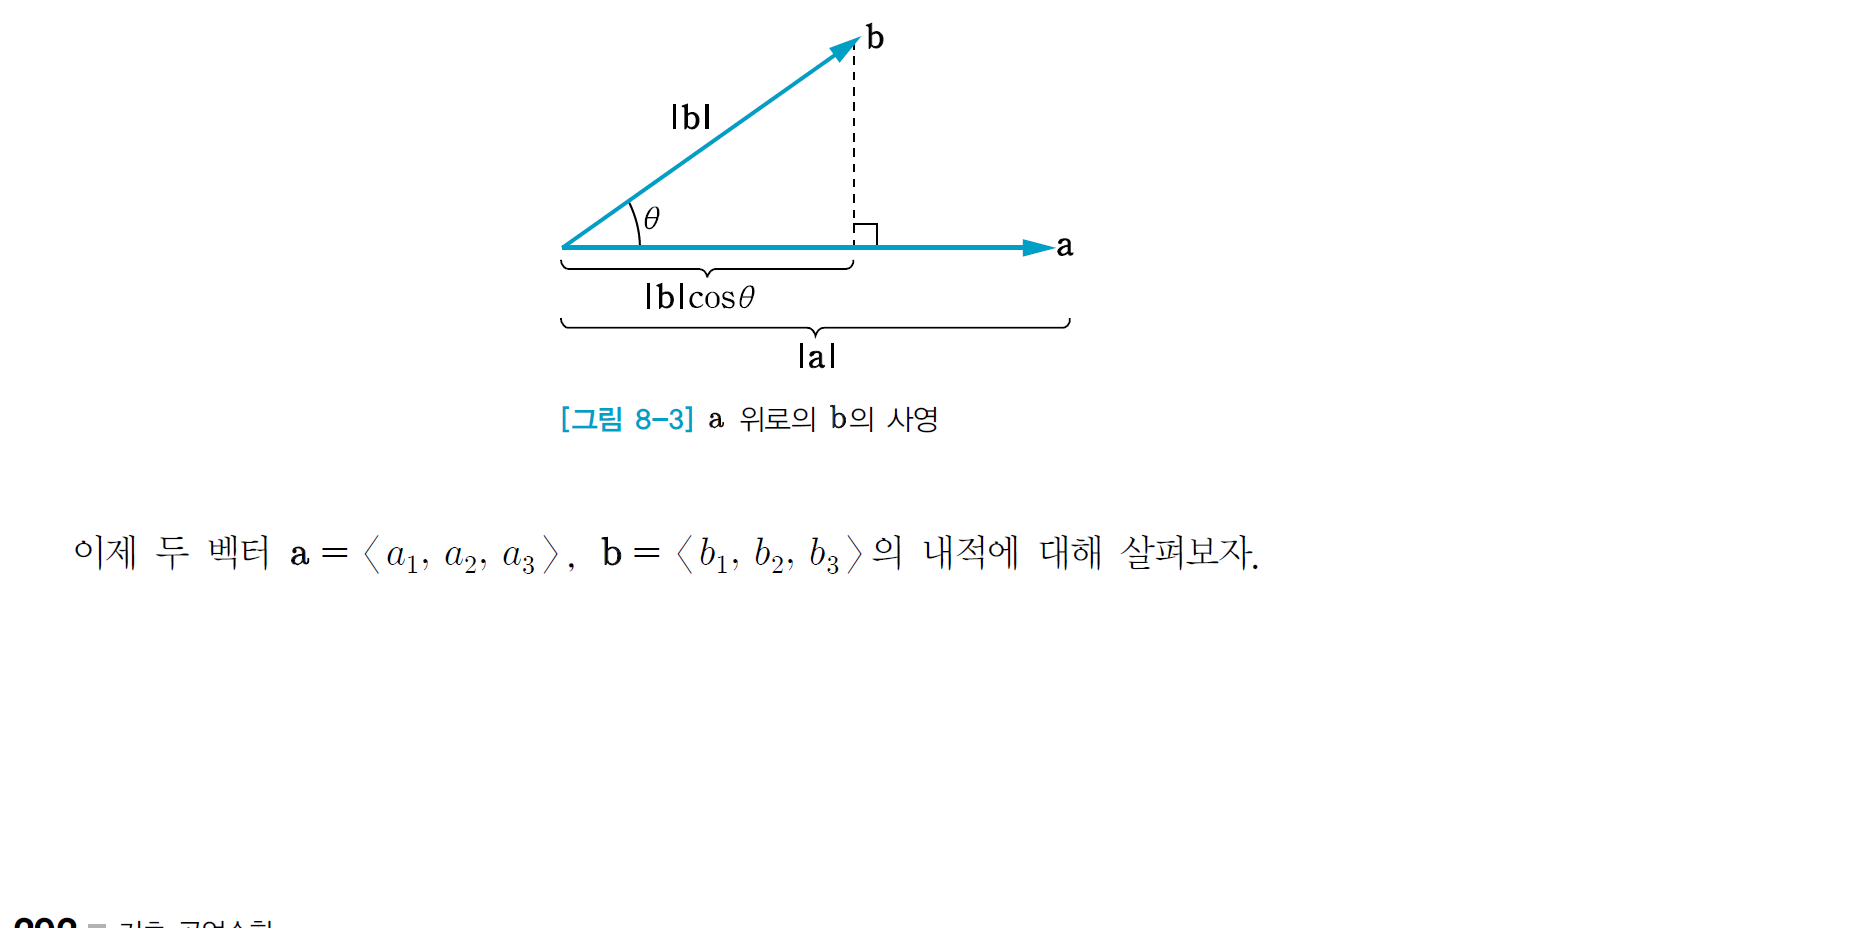 b
|b|
θ
a
|b|cosθ
|a|
[그림 8-3] a 위로의 b의 사영
이제 두 벡터 a = ⟨a₁, a₂, a₃⟩, b = ⟨b₁, b₂, b₃⟩의 내적에 대해 살펴보자.